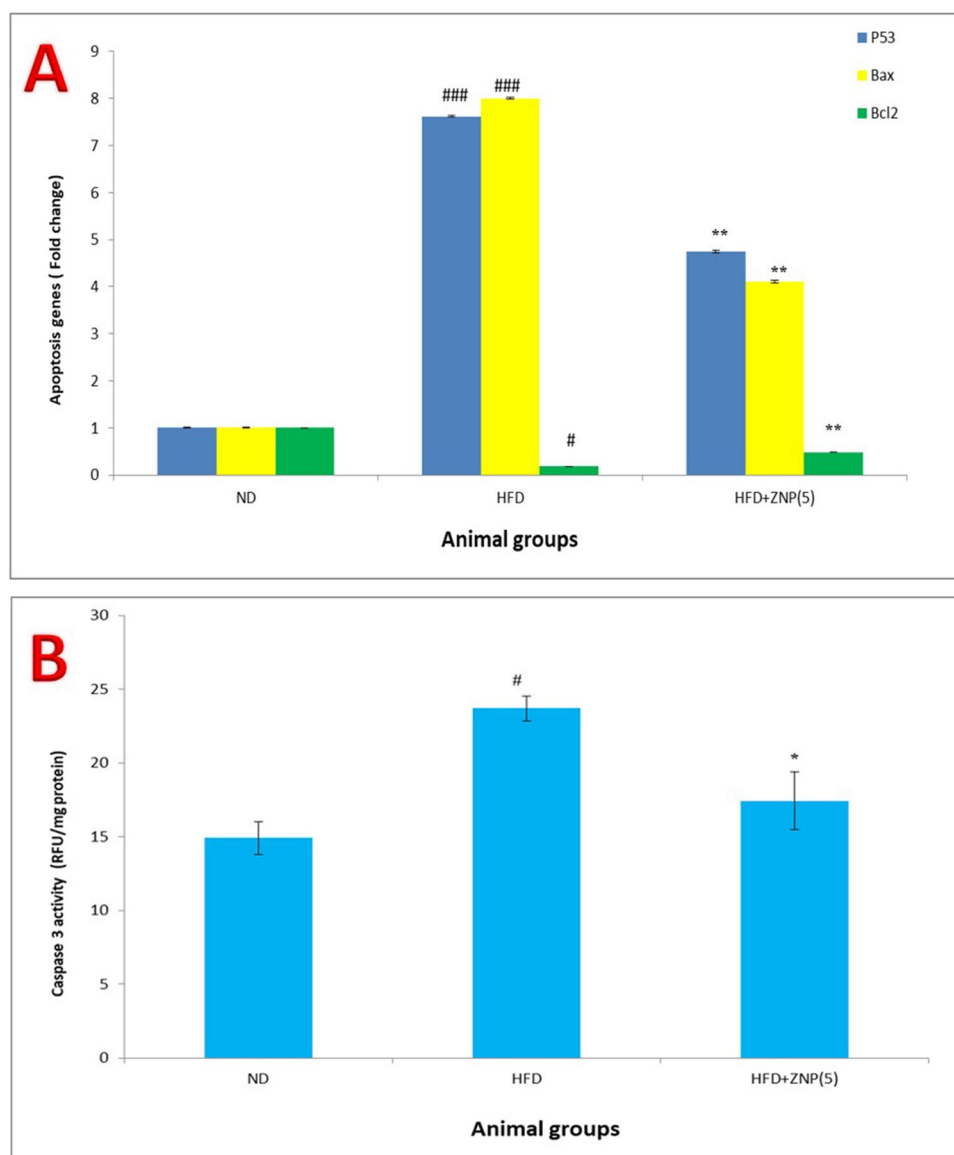 A
Apoptosis genes ( Fold change)
9
8
7
6
5
4
3
2
1
0
P53
Bax
Bcl2
###
###
#
**
**
**
ND
HFD
HFD+ZNP(5)
Animal groups
B
Caspase 3 activity (RFU/mg protein)
30
25
20
15
10
5
0
#
*
ND
HFD
HFD+ZNP(5)
Animal groups